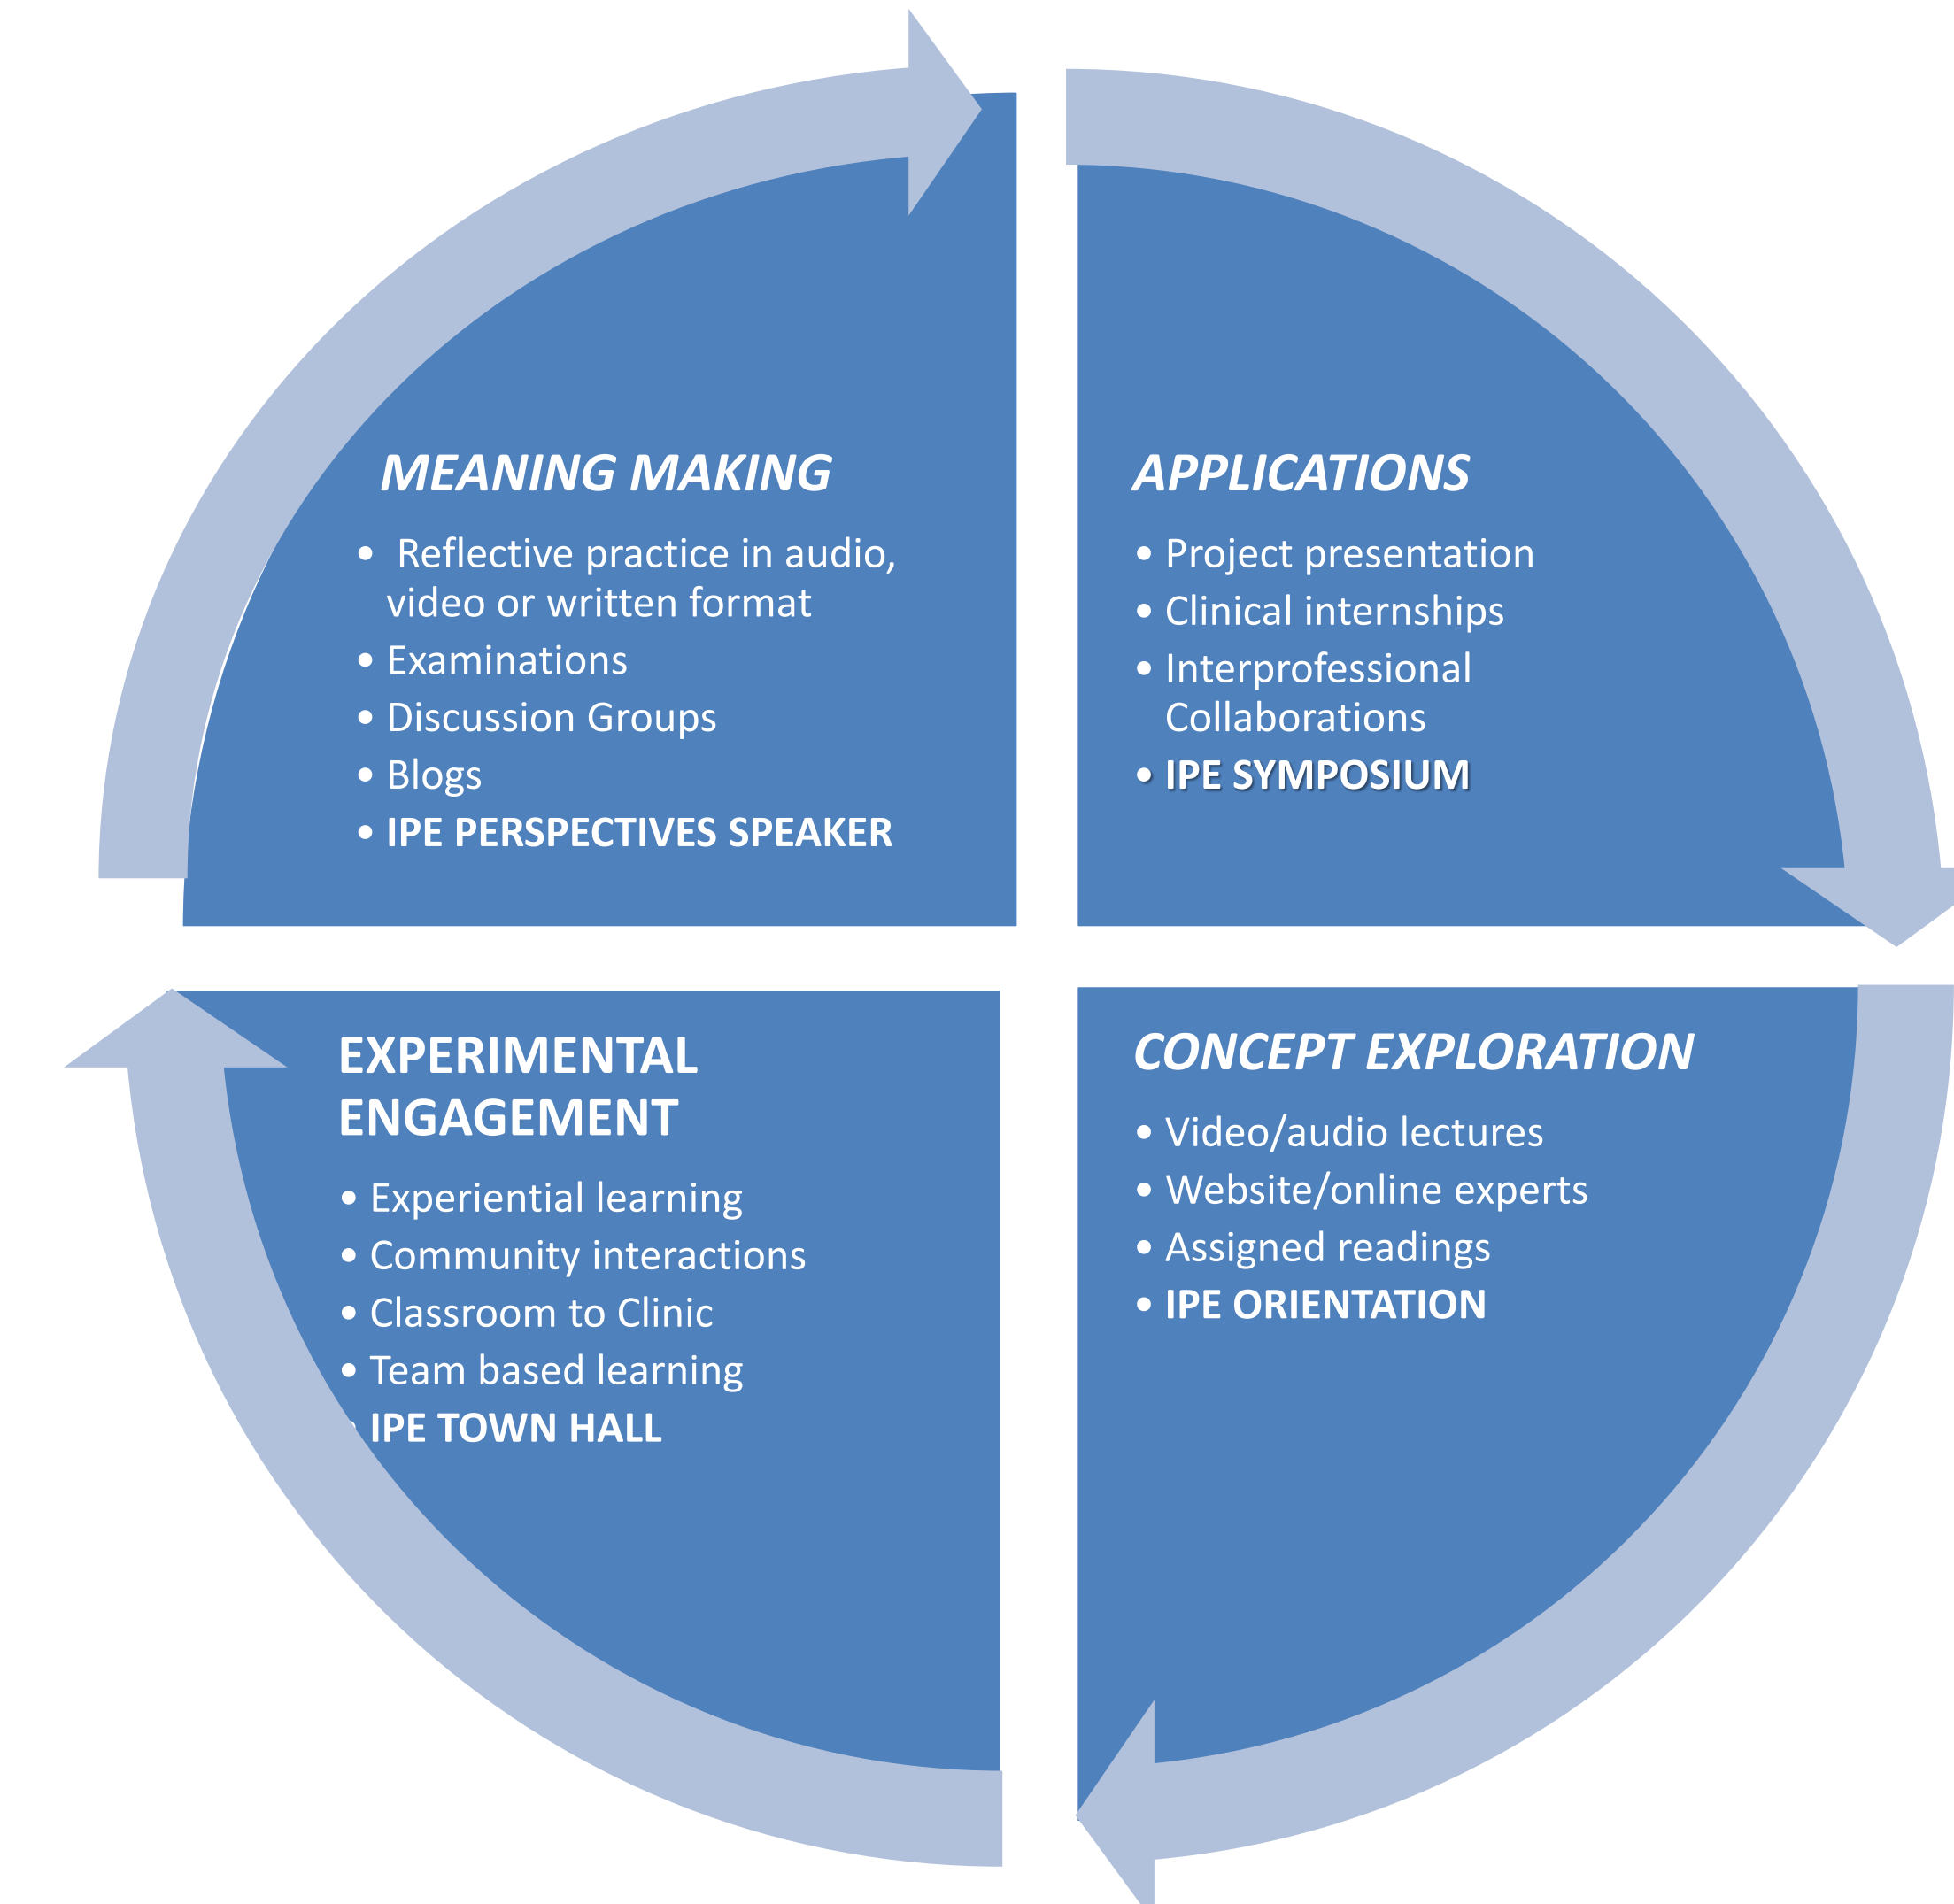 MEANING MAKING
• Reflective practice in audio,
video or written format
• Examinations
• Discussion Groups
• Blogs
• IPE PERSPECTIVES SPEAKER
APPLICATIONS
• Project presentation
• Clinical internships
• Interprofessional
Collaborations
• IPE SYMPOSIUM
EXPERIMENTAL
ENGAGEMENT
• Experiential learning
• Community interactions
• Classroom to Clinic
• Team based learning
• IPE TOWN HALL
CONCEPT EXPLORATION
• Video/audio lectures
• Website/online experts
• Assigned readings
• IPE ORIENTATION